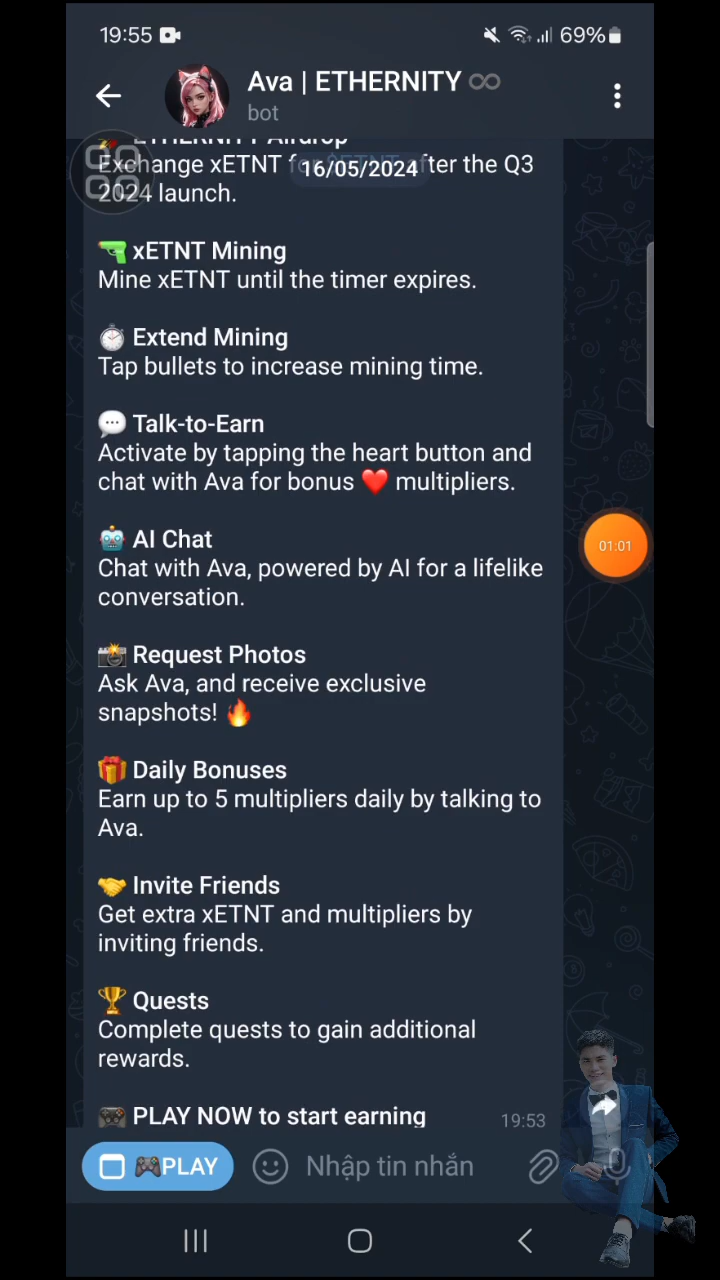 19:55
69%
Ava | ETHERNITY
bot
ETHERNITY Airdrop
Exchange xETNT for $ETNT after the Q3
16/05/2024
2024 launch.
xETNT Mining
Mine xETNT until the timer expires.
Extend Mining
Tap bullets to increase mining time.
Talk-to-Earn
Activate by tapping the heart button and
chat with Ava for bonus ❤️ multipliers.
AI Chat
Chat with Ava, powered by AI for a lifelike
conversation.
01:01
Request Photos
Ask Ava, and receive exclusive
snapshots! 🔥
Daily Bonuses
Earn up to 5 multipliers daily by talking to
Ava.
Invite Friends
Get extra xETNT and multipliers by
inviting friends.
Quests
Complete quests to gain additional
rewards.
PLAY NOW to start earning
19:53
PLAY
Nhập tin nhắn